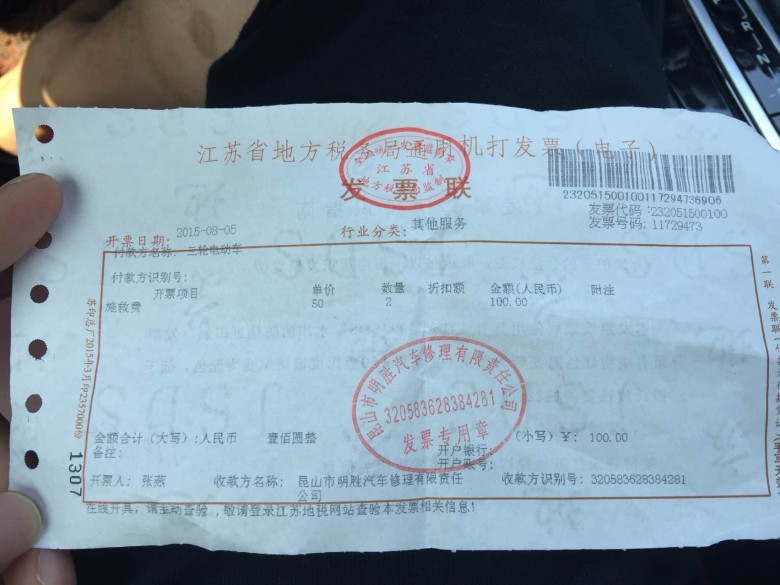 江苏省地方税务局通用机打发票（电子）
发票联
江苏省
232051500100117294736906
发票代码:232051500100
发票号码:11729473
开票日期: 2015-08-05
行业分类: 其他服务
付款方名称: 三轮电动车
付款方识别号:
开票项目 单价 数量 折扣额 金额(人民币) 附注
施救费 50 2 100.00
昆山市明胜汽车修理有限责任公司
320583628384281
发票专用章
金额合计（大写）:人民币 壹佰圆整 (小写)￥: 100.00
备注: 开户银行:
开户账号:
开票人: 张燕 收款方名称: 昆山市明胜汽车修理有限责任公司 收款方识别号: 320583628384281
在线开具,请主动查验,敬请登录江苏地税网站查验本发票相关信息!
1307
第一联 发票联